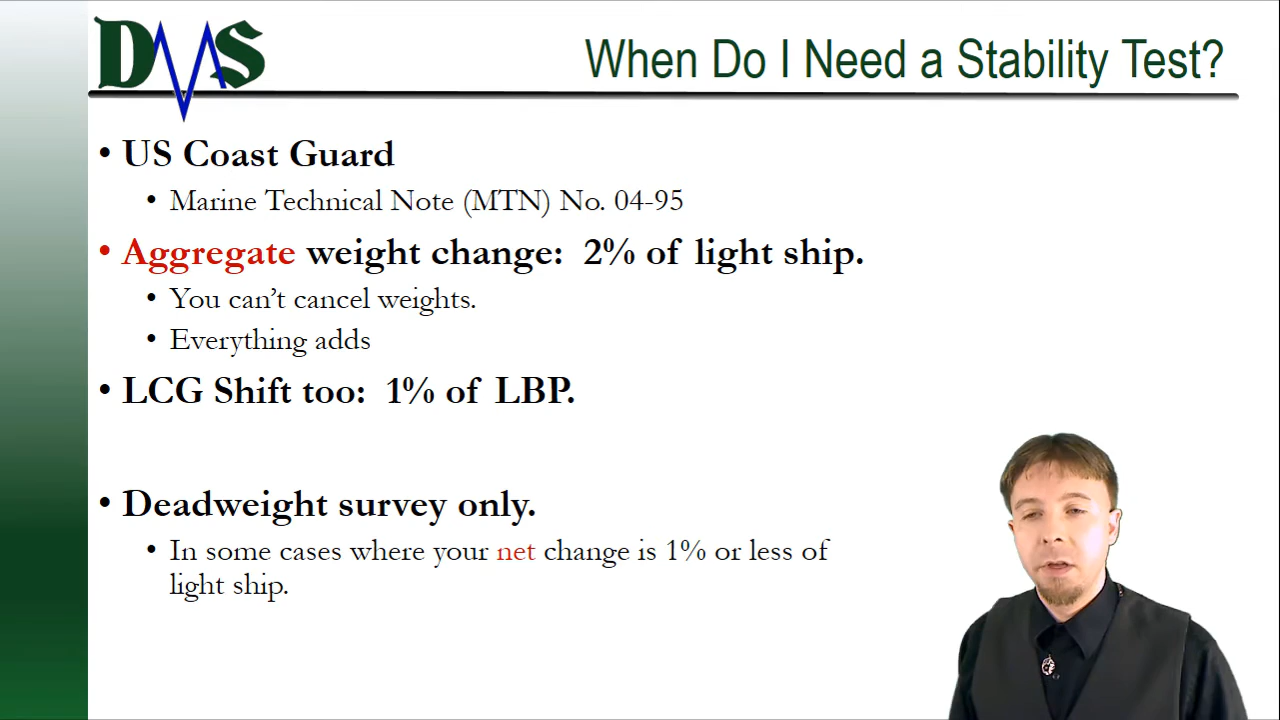 DMS
When Do I Need a Stability Test?
• US Coast Guard
• Marine Technical Note (MTN) No. 04-95
• Aggregate weight change: 2% of light ship.
• You can’t cancel weights.
• Everything adds
• LCG Shift too: 1% of LBP.
• Deadweight survey only.
• In some cases where your net change is 1% or less of
light ship.